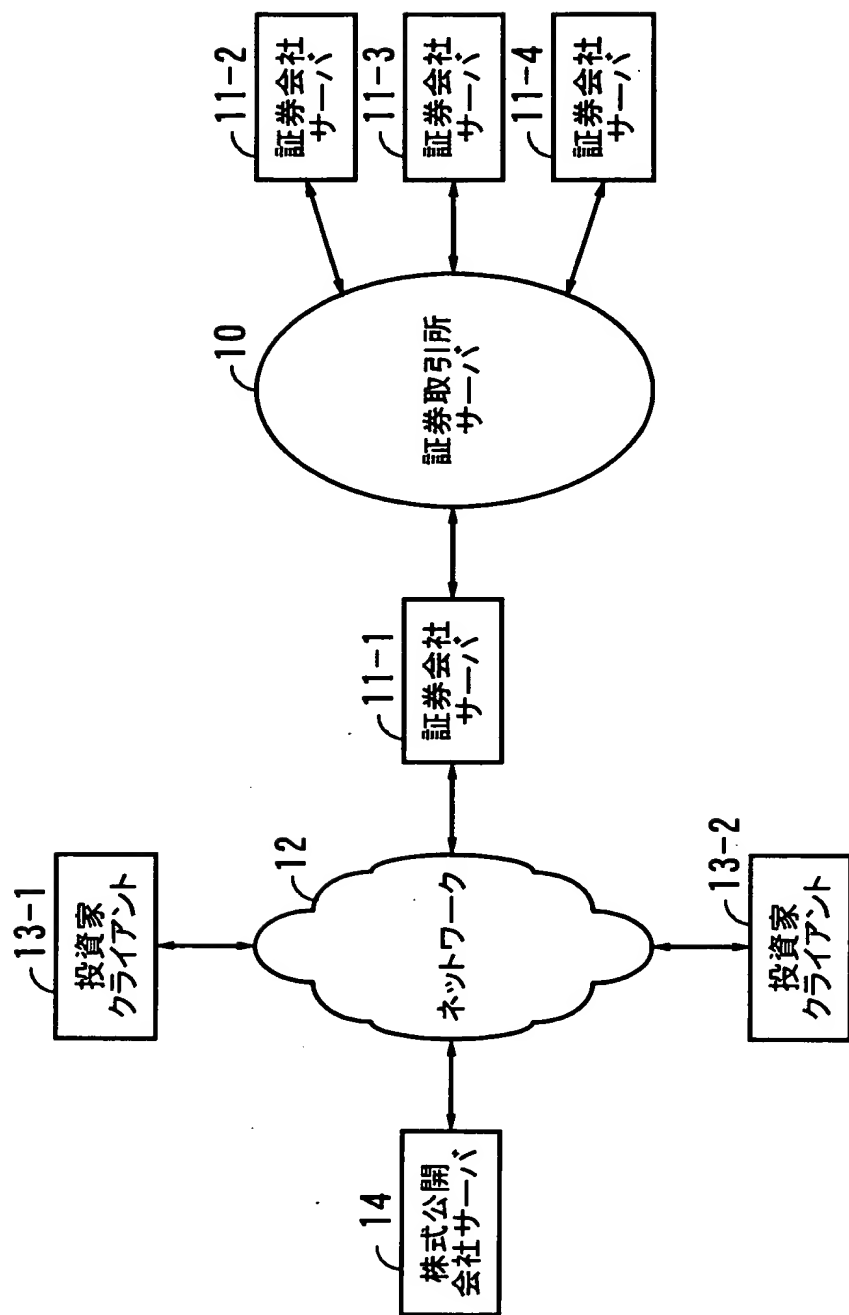 13-1
投資家
クライアント
14
株式公開
会社サーバ
12
ネットワーク
13-2
投資家
クライアント
11-1
証券会社
サーバ
10
証券取引所
サーバ
11-2
証券会社
サーバ
11-3
証券会社
サーバ
11-4
証券会社
サーバ